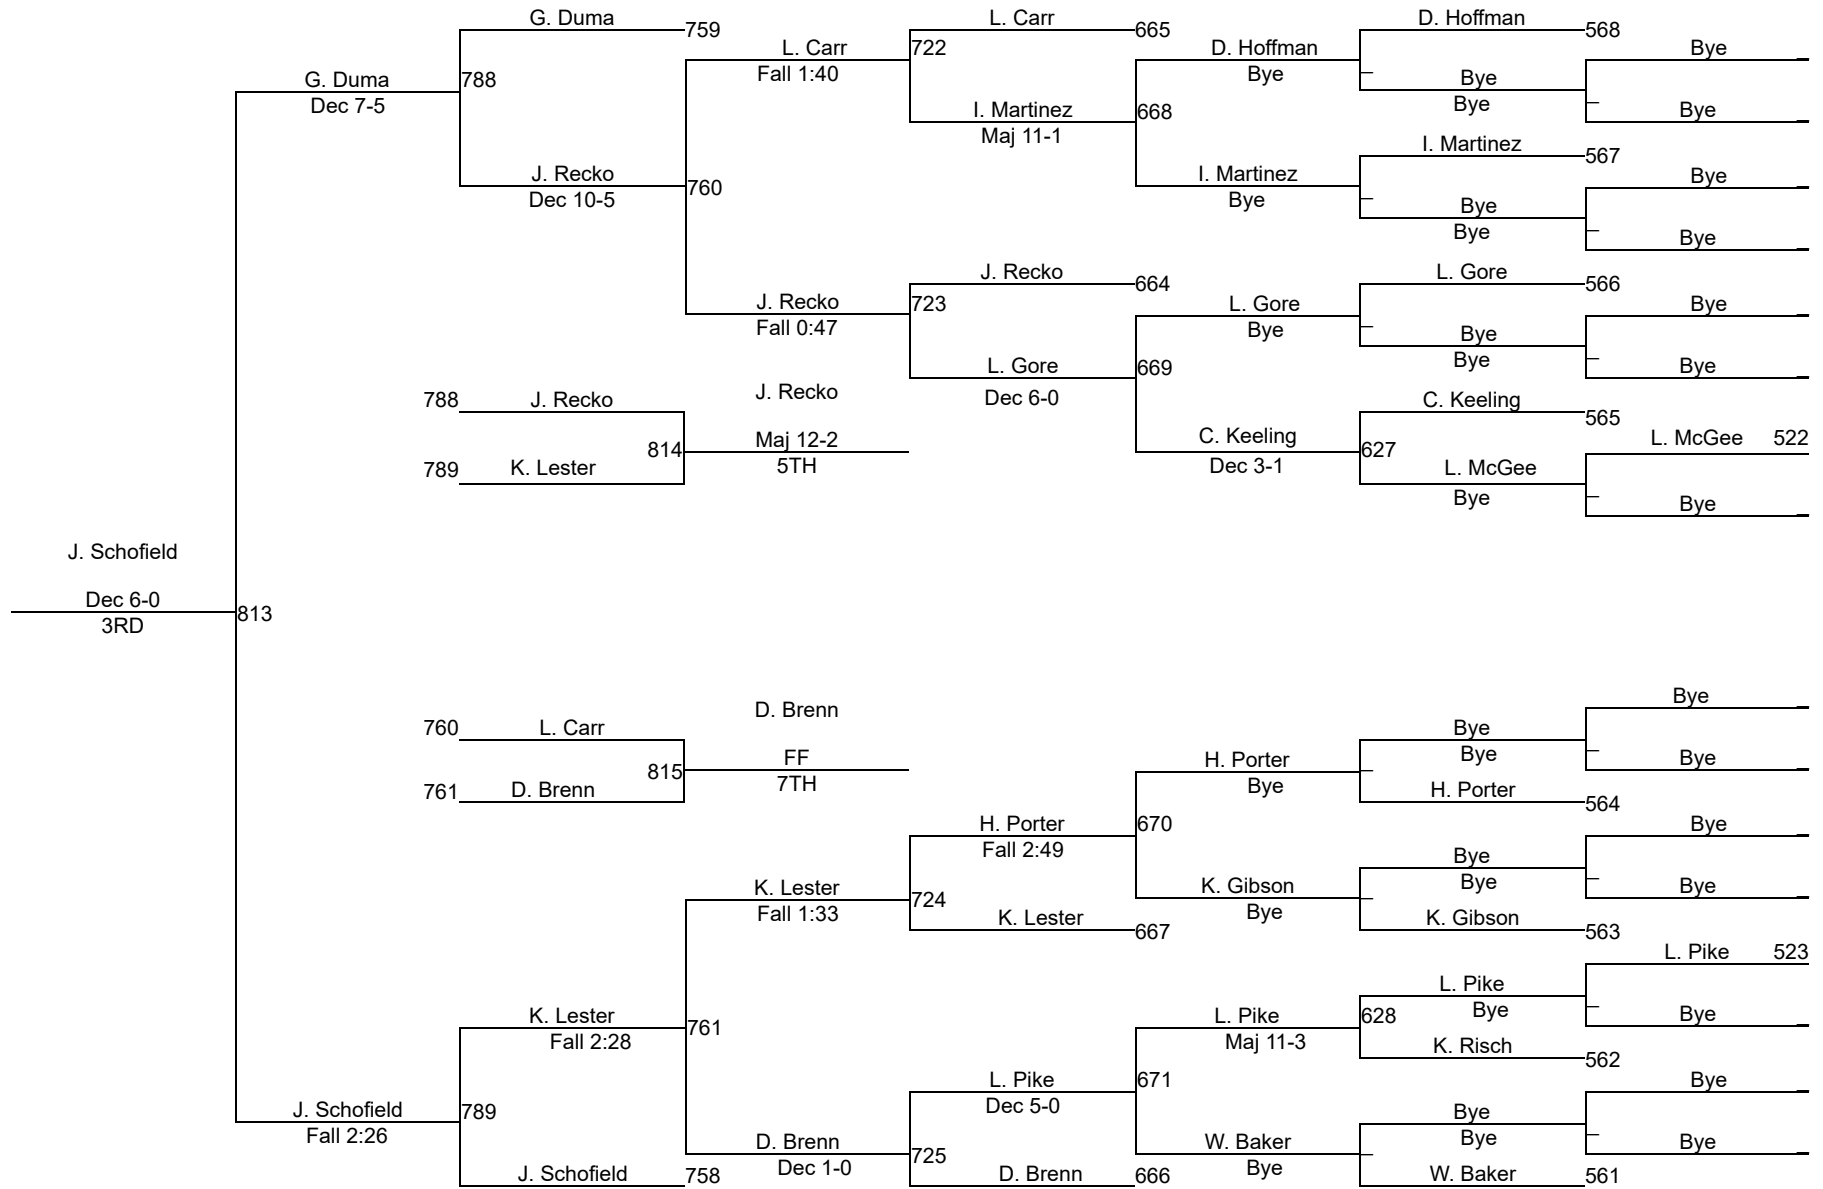 G. Duma 759 L. Carr 665 D. Hoffman 568
L. Carr 722 D. Hoffman Bye _
Fall 1:40 Bye _ Bye
G. Duma 788 Bye
Dec 7-5 I. Martinez 668 _ Bye _
Maj 11-1 I. Martinez 567
J. Recko 760 I. Martinez Bye _
Dec 10-5 Bye _ Bye
Bye
_ Bye _
J. Recko 664 L. Gore 566
J. Recko 723 L. Gore Bye _
Fall 0:47 Bye _ Bye
Bye
L. Gore 669 _ Bye _
Dec 6-0
J. Recko
788 J. Recko C. Keeling 565
814 Maj 12-2 C. Keeling 627 L. McGee 522
5TH Dec 3-1
789 K. Lester L. McGee
Bye _ Bye _
J. Schofield
Dec 6-0 813
3RD
Bye _
D. Brenn
760 L. Carr Bye
Bye _ Bye _
815 FF H. Porter _
7TH Bye
761 D. Brenn H. Porter 564
H. Porter 670 Bye _
Fall 2:49 Bye
Bye _ Bye _
K. Lester 724 K. Gibson _
Fall 1:33 Bye
K. Lester 667 K. Gibson 563
L. Pike 523
L. Pike
Bye _ Bye _
K. Lester 761 L. Pike 628
Fall 2:28 Maj 11-3
K. Risch 562
L. Pike 671 Bye _
Dec 5-0
J. Schofield 789 Bye
Fall 2:26 Bye _ Bye _
D. Brenn 725 W. Baker _
Dec 1-0 Bye
J. Schofield 758 D. Brenn 666 W. Baker 561